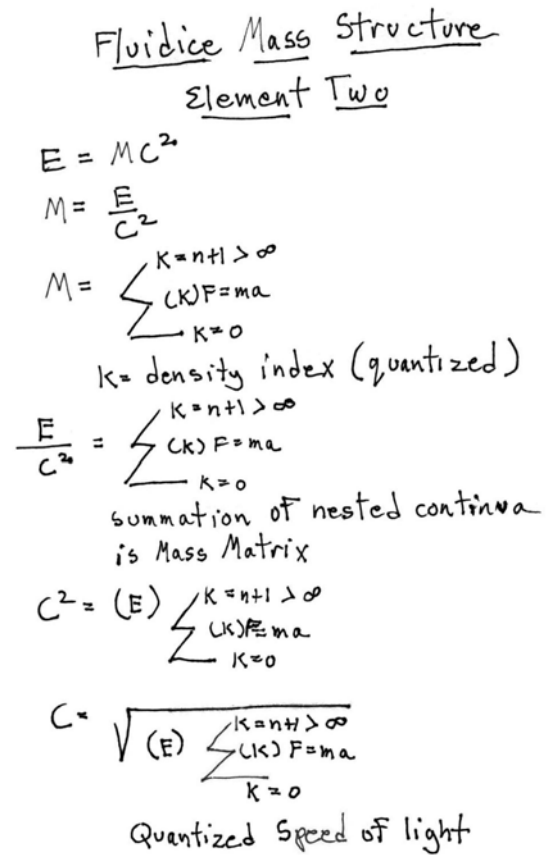 Fluidice Mass Structure
Element Two
E = MC²
M = E/C²
M = Σ K=n+1>∞ (K)F=ma K=0
K= density index (quantized)
E/C² = Σ K=n+1>∞ (K) F=ma K=0
summation of nested continua
is Mass Matrix
C² = (E) Σ K=n+1>∞ (K)F=ma K=0
C = √(E) Σ K=n+1>∞ (K) F=ma K=0
Quantized Speed of light